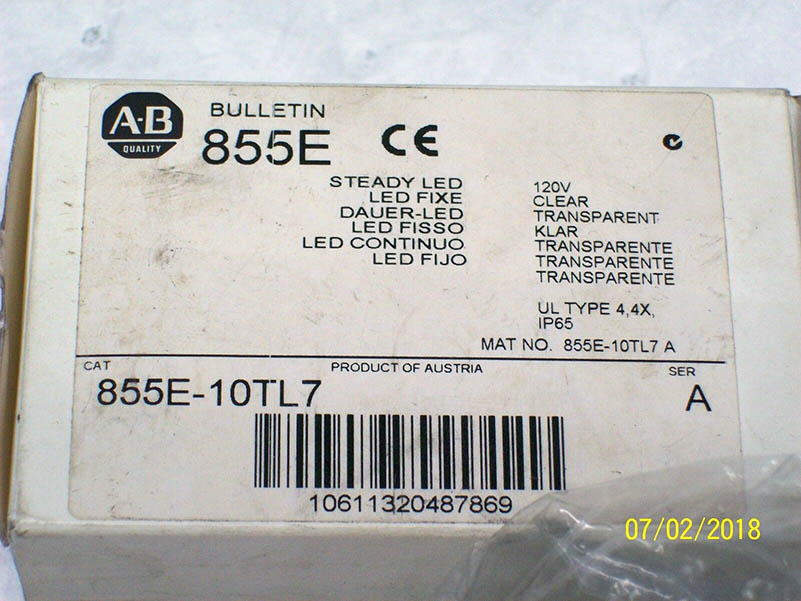 A-B
QUALITY
BULLETIN
855E CE
STEADY LED
LED FIXE
DAUER-LED
LED FISSO
LED CONTINUO
LED FIJO
120V
CLEAR
TRANSPARENT
KLAR
TRANSPARENTE
TRANSPARENTE
TRANSPARENTE
UL TYPE 4,4X,
IP65
MAT NO. 855E-10TL7 A
CAT PRODUCT OF AUSTRIA SER
855E-10TL7 A
10611320487869
07/02/2018